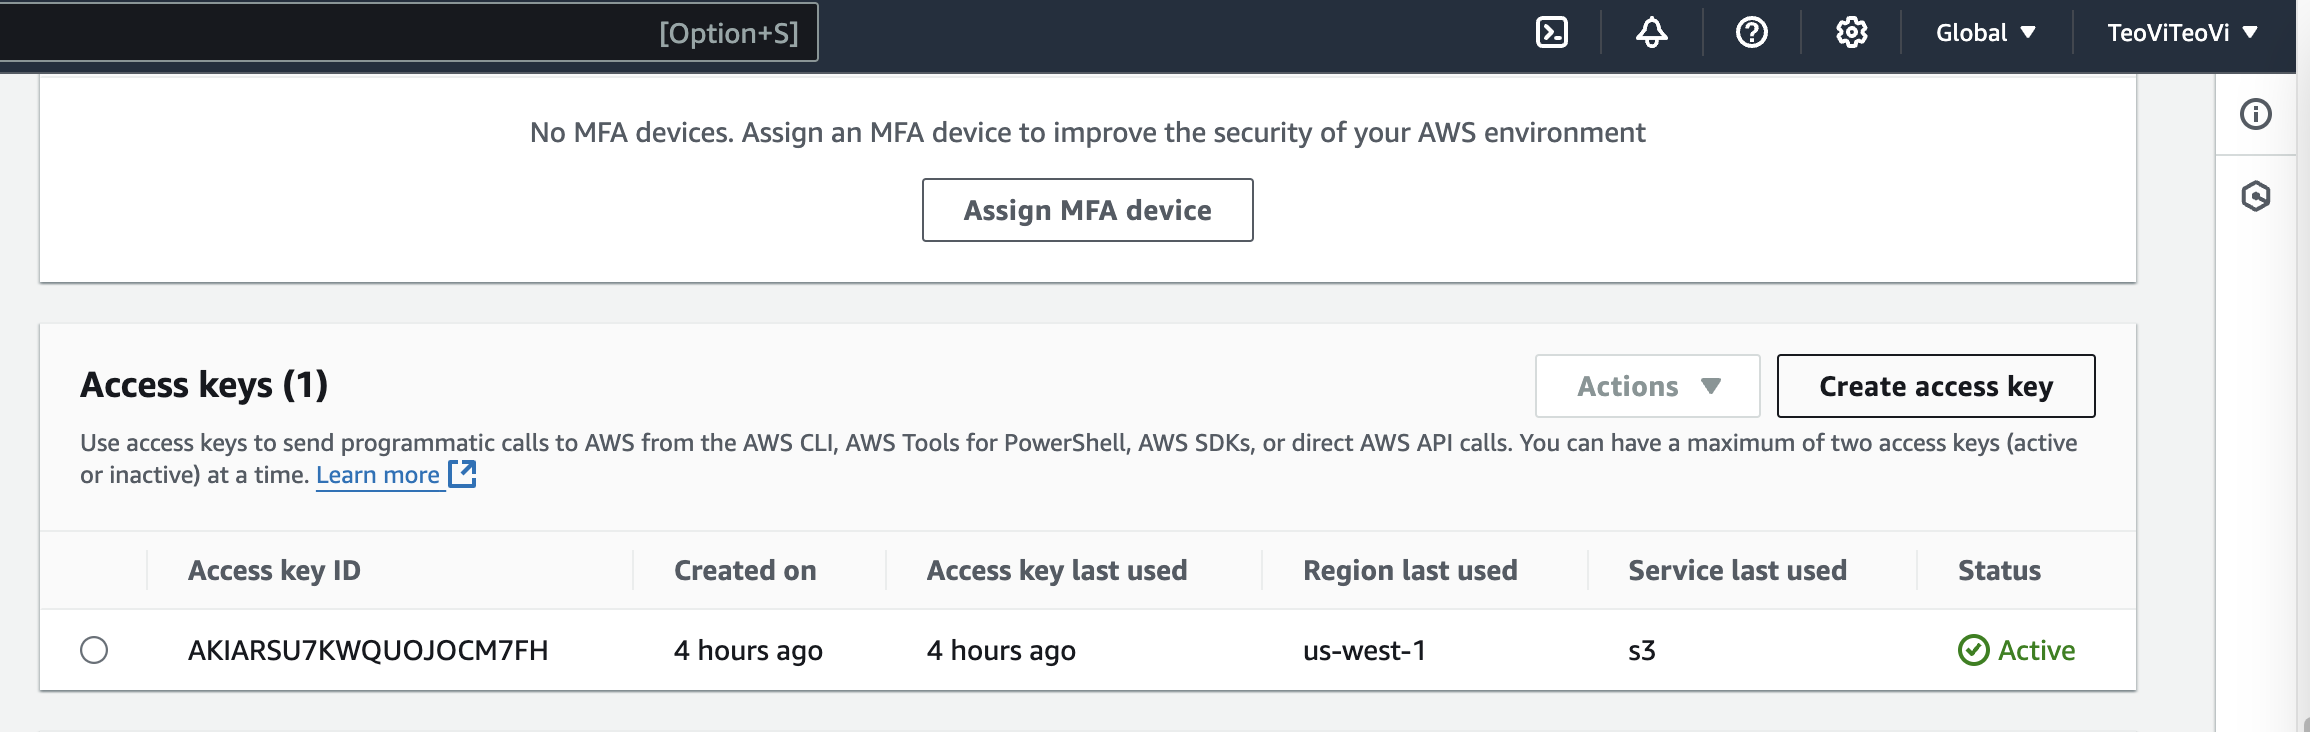 [Option+S]
Global
TeoViTeoVi
No MFA devices. Assign an MFA device to improve the security of your AWS environment
Assign MFA device
Access keys (1)
Actions
Create access key
Use access keys to send programmatic calls to AWS from the AWS CLI, AWS Tools for PowerShell, AWS SDKs, or direct AWS API calls. You can have a maximum of two access keys (active
or inactive) at a time. Learn more
Access key ID Created on Access key last used Region last used Service last used Status
AKIARSU7KWQUOJOCM7FH 4 hours ago 4 hours ago us-west-1 s3 Active